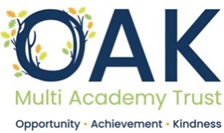 OAK
Multi Academy Trust
Opportunity • Achievement • Kindness